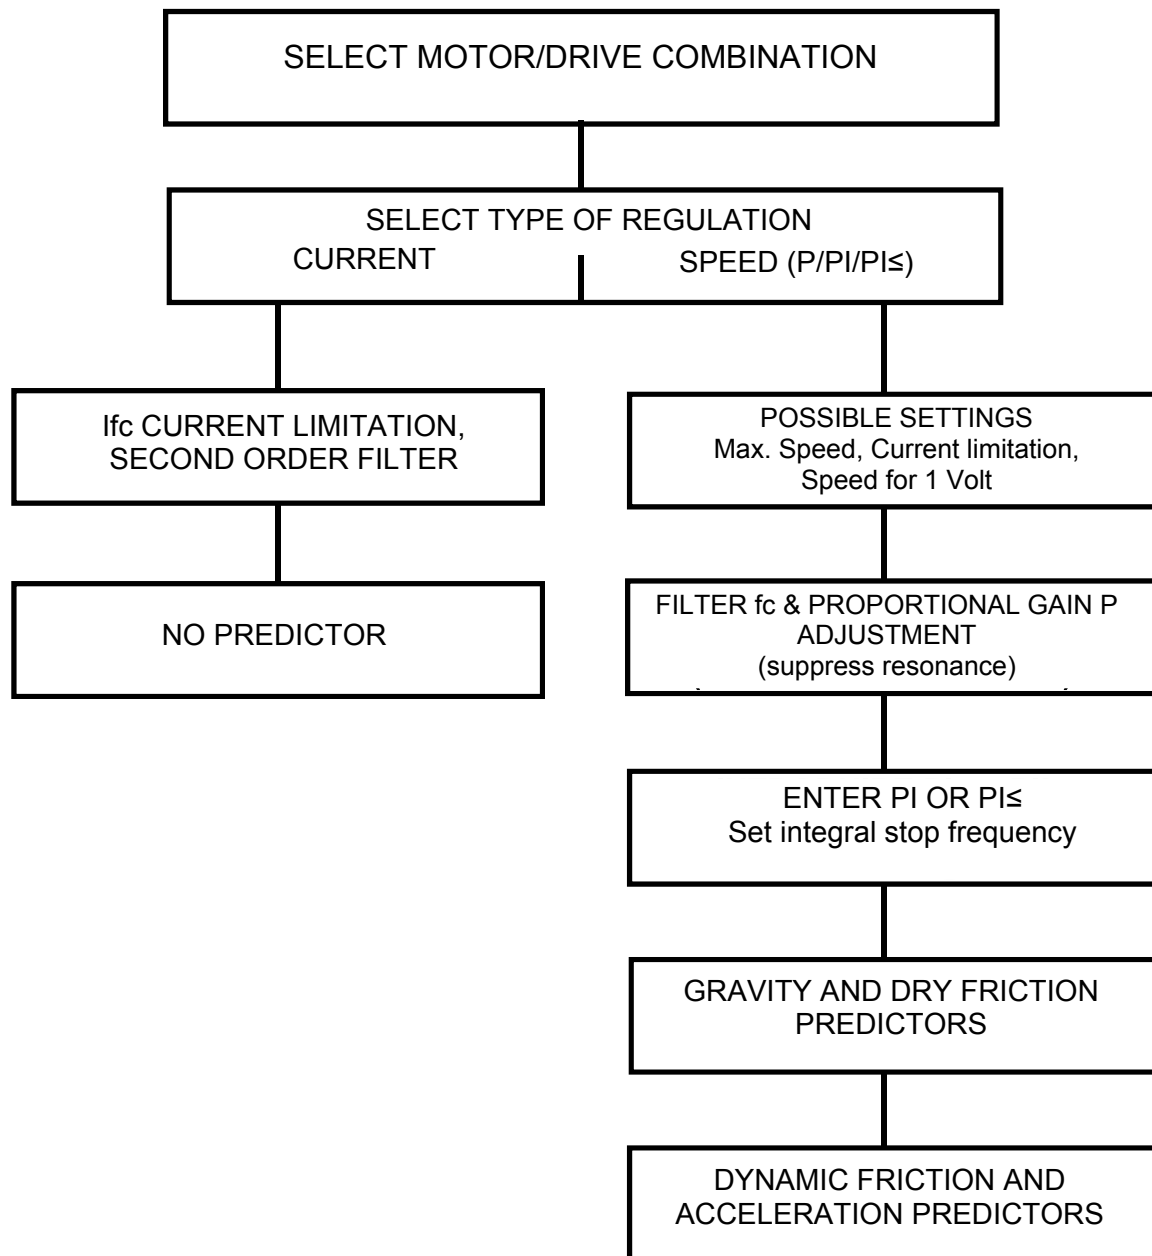 SELECT MOTOR/DRIVE COMBINATION
SELECT TYPE OF REGULATION
CURRENT
SPEED (P/PI/PI≤)
Ifc CURRENT LIMITATION,
SECOND ORDER FILTER
NO PREDICTOR
POSSIBLE SETTINGS
Max. Speed, Current limitation,
Speed for 1 Volt
FILTER fc & PROPORTIONAL GAIN P
ADJUSTMENT
(suppress resonance)
ENTER PI OR PI≤
Set integral stop frequency
GRAVITY AND DRY FRICTION
PREDICTORS
DYNAMIC FRICTION AND
ACCELERATION PREDICTORS